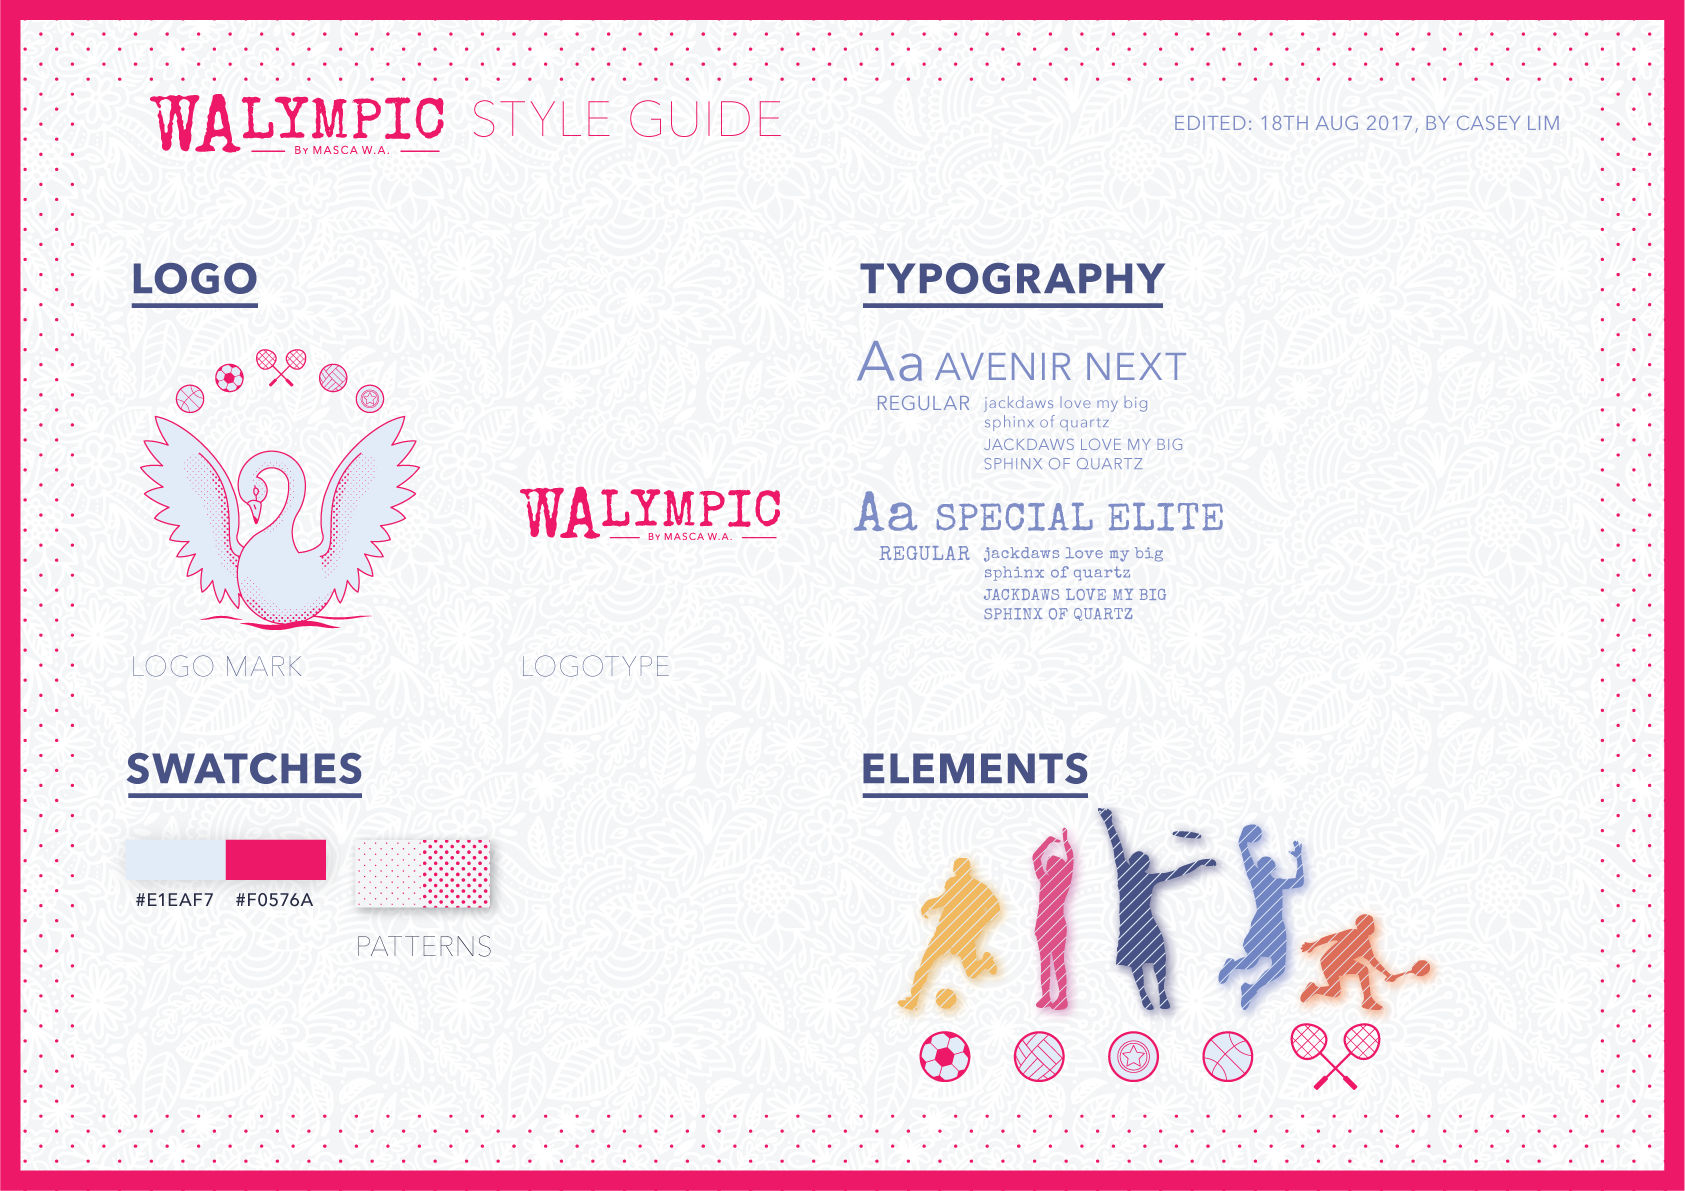 WALYMPIC STYLE GUIDE
BY MASCA W.A.
EDITED: 18TH AUG 2017, BY CASEY LIM
LOGO
WALYMPIC
BY MASCA W.A.
LOGO MARK
LOGOTYPE
TYPOGRAPHY
Aa AVENIR NEXT
REGULAR jackdaws love my big
sphinx of quartz
JACKDAWS LOVE MY BIG
SPHINX OF QUARTZ
Aa SPECIAL ELITE
REGULAR jackdaws love my big
sphinx of quartz
JACKDAWS LOVE MY BIG
SPHINX OF QUARTZ
SWATCHES
#E1EAF7 #F0576A
PATTERNS
ELEMENTS